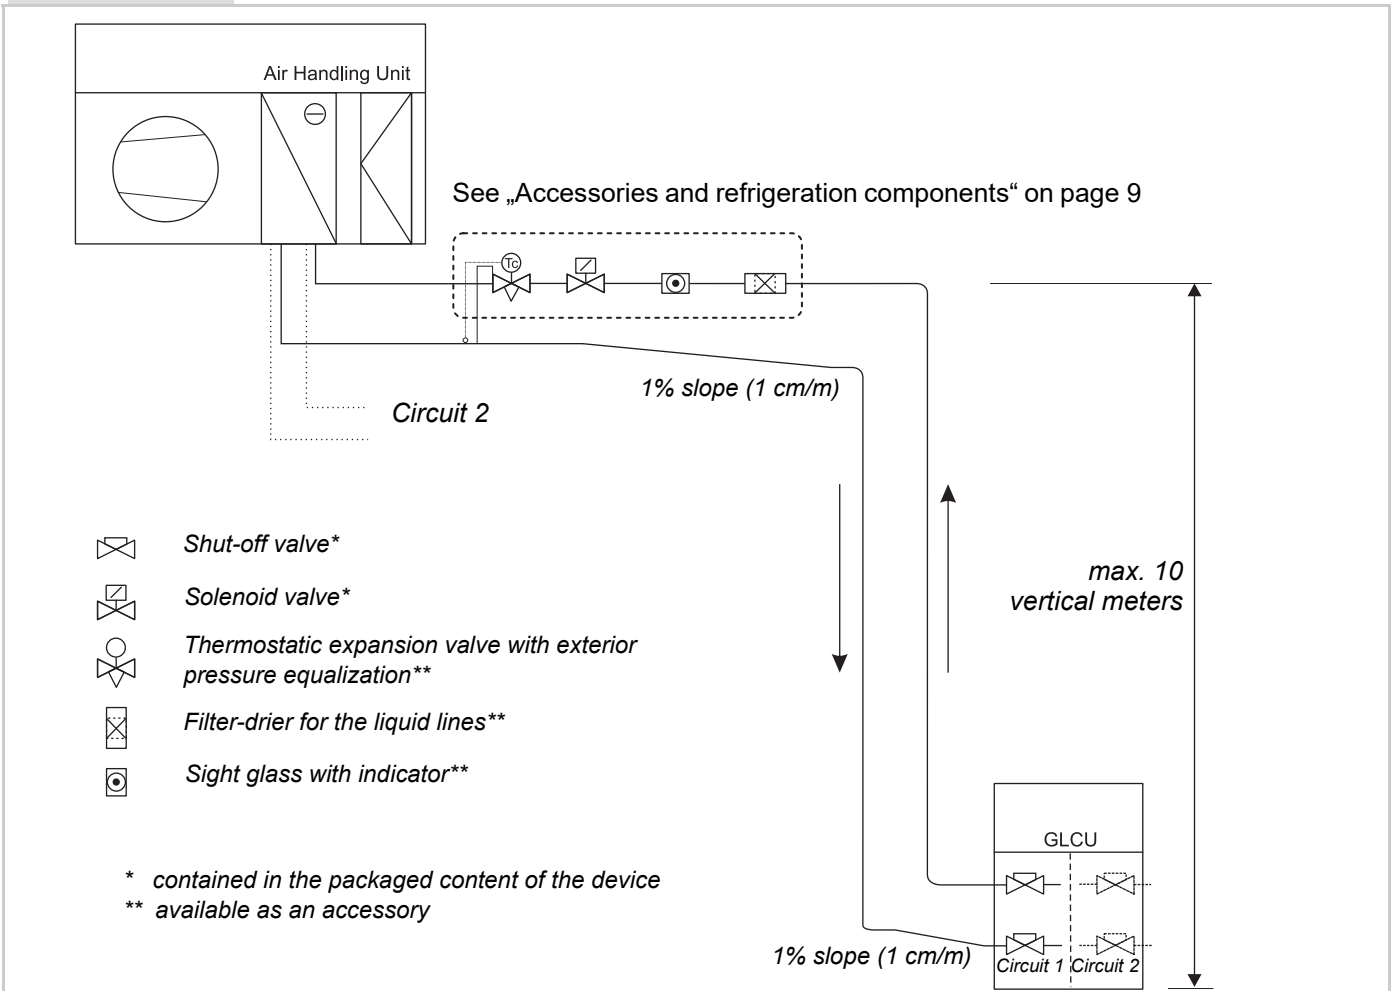 Air Handling Unit
See „Accessories and refrigeration components“ on page 9
Tc
1% slope (1 cm/m)
Circuit 2
Shut-off valve*
Solenoid valve*
Thermostatic expansion valve with exterior
pressure equalization**
Filter-drier for the liquid lines**
Sight glass with indicator**
* contained in the packaged content of the device
** available as an accessory
max. 10
vertical meters
GLCU
1% slope (1 cm/m)
Circuit 1
Circuit 2